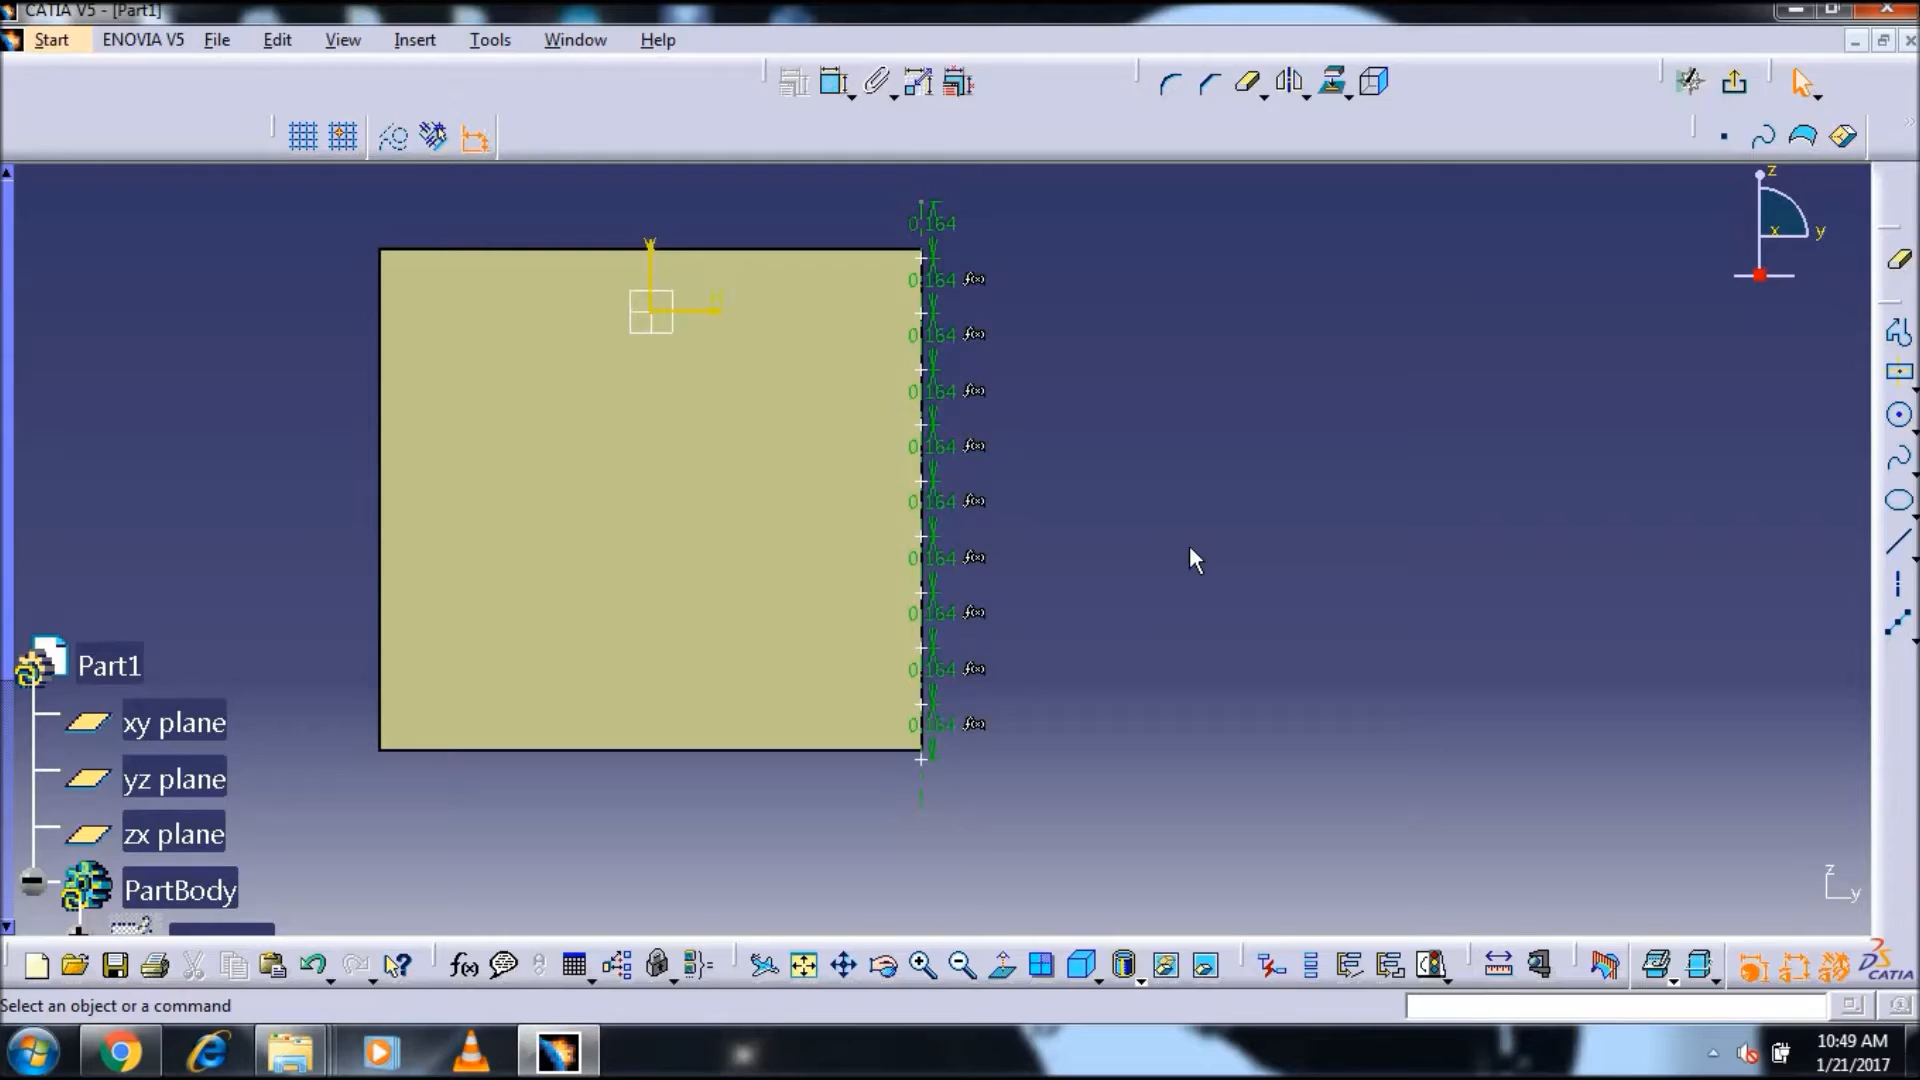 CATIA V5 - [Part1]
Start ENOVIA V5 File Edit View Insert Tools Window Help
z
x y
V
H
0.164
0.164 f(x)
0.164 f(x)
0.164 f(x)
0.164 f(x)
0.164 f(x)
0.164 f(x)
0.164 f(x)
0.164 f(x)
0.164 f(x)
Part1
xy plane
yz plane
zx plane
PartBody
z
y
f(x)
CATIA
Select an object or a command
10:49 AM
1/21/2017